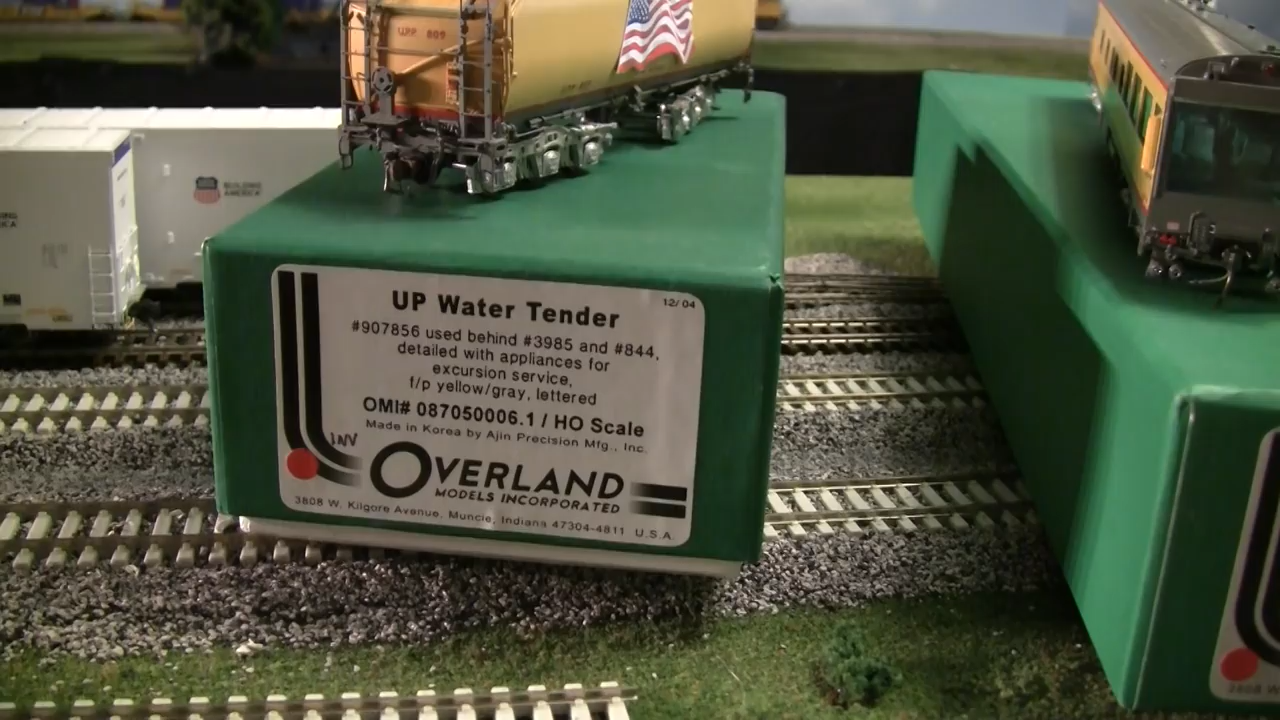 UPP 809
BUILDING
AMERICA
12/04
UP Water Tender
#907856 used behind #3985 and #844,
detailed with appliances for
excursion service,
f/p yellow/gray, lettered
OMI# 087050006.1 / HO Scale
Made in Korea by Ajin Precision Mfg., Inc.
INV
OVERLAND
MODELS INCORPORATED
3808 W. Kilgore Avenue, Muncie, Indiana 47304-4811 U.S.A.
3808 W